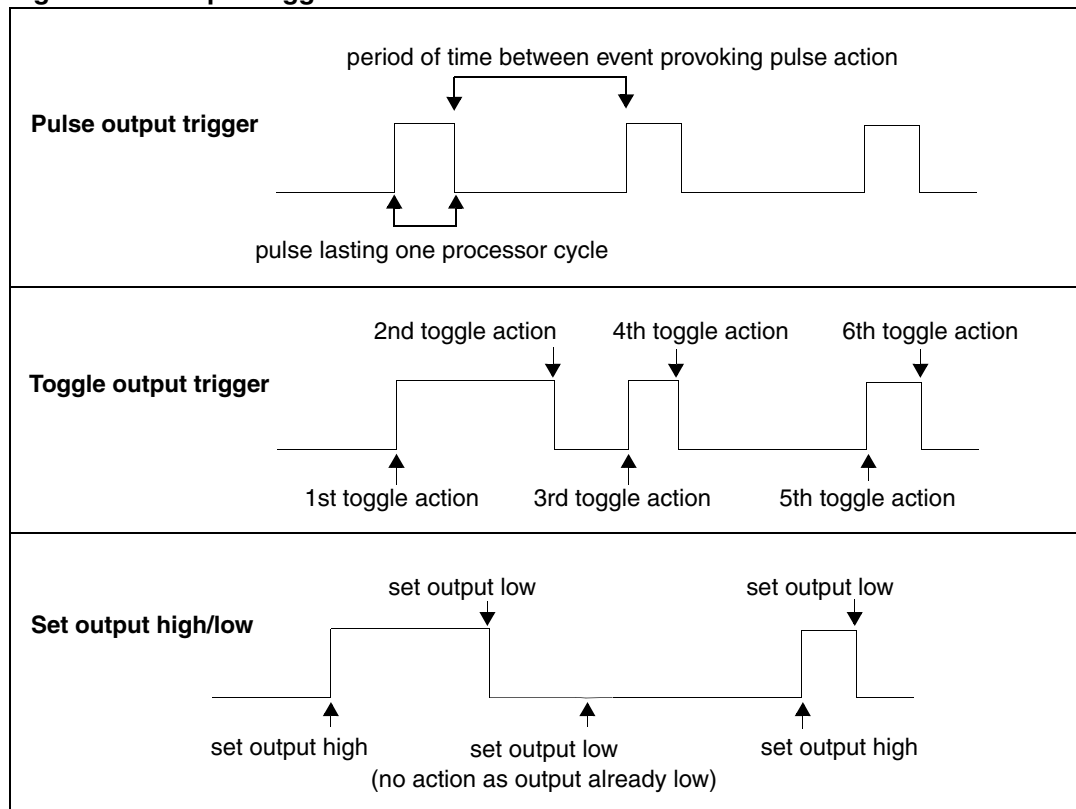 period of time between event provoking pulse action
Pulse output trigger
pulse lasting one processor cycle
2nd toggle action 4th toggle action 6th toggle action
Toggle output trigger
1st toggle action 3rd toggle action 5th toggle action
set output low set output low
Set output high/low
set output high set output low set output high
(no action as output already low)